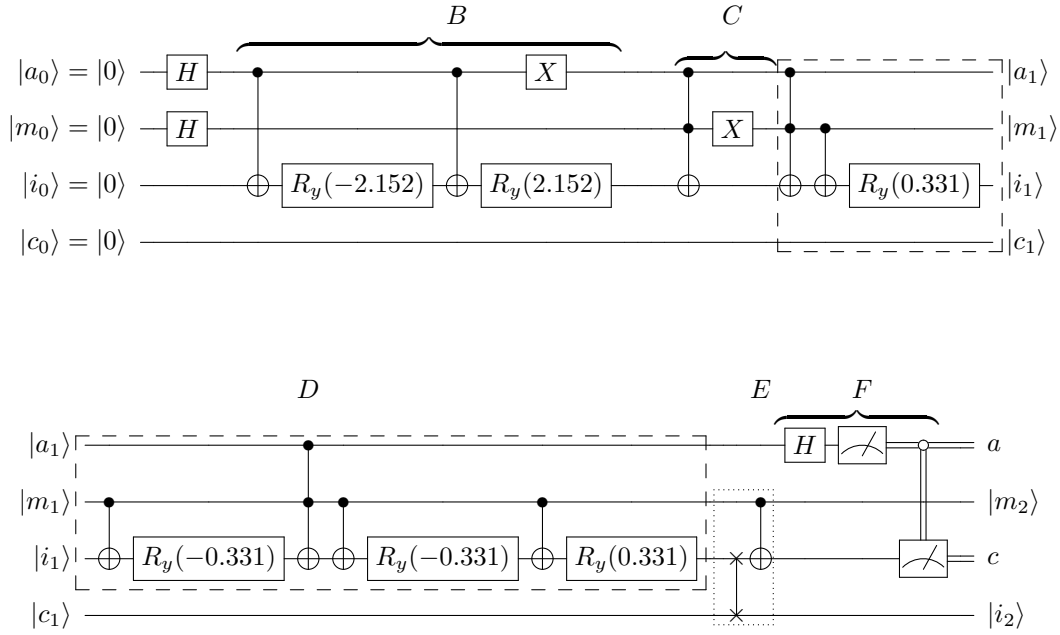 B C
|a₀⟩ = |0⟩ H X |a₁⟩
|m₀⟩ = |0⟩ H X |m₁⟩
|i₀⟩ = |0⟩ R_y(−2.152) R_y(2.152) R_y(0.331) |i₁⟩
|c₀⟩ = |0⟩ |c₁⟩
D E F
|a₁⟩ H a
|m₁⟩ |m₂⟩
|i₁⟩ R_y(−0.331) R_y(−0.331) R_y(0.331) c
|c₁⟩ |i₂⟩